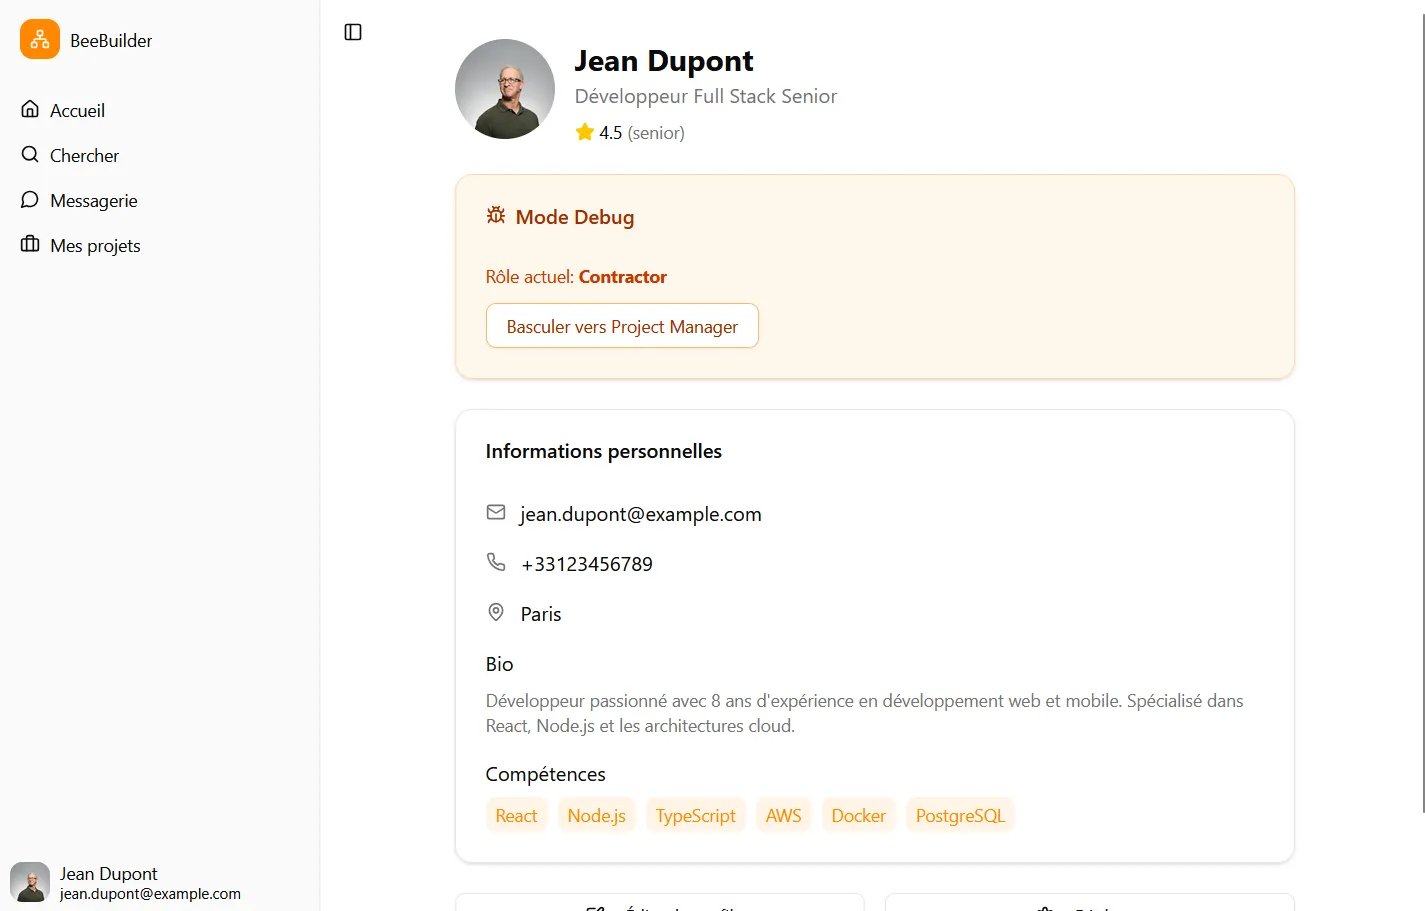 BeeBuilder
Accueil
Chercher
Messagerie
Mes projets
Jean Dupont
jean.dupont@example.com
Jean Dupont
Développeur Full Stack Senior
4.5 (senior)
Mode Debug
Rôle actuel: Contractor
Basculer vers Project Manager
Informations personnelles
jean.dupont@example.com
+33123456789
Paris
Bio
Développeur passionné avec 8 ans d'expérience en développement web et mobile. Spécialisé dans
React, Node.js et les architectures cloud.
Compétences
React
Node.js
TypeScript
AWS
Docker
PostgreSQL